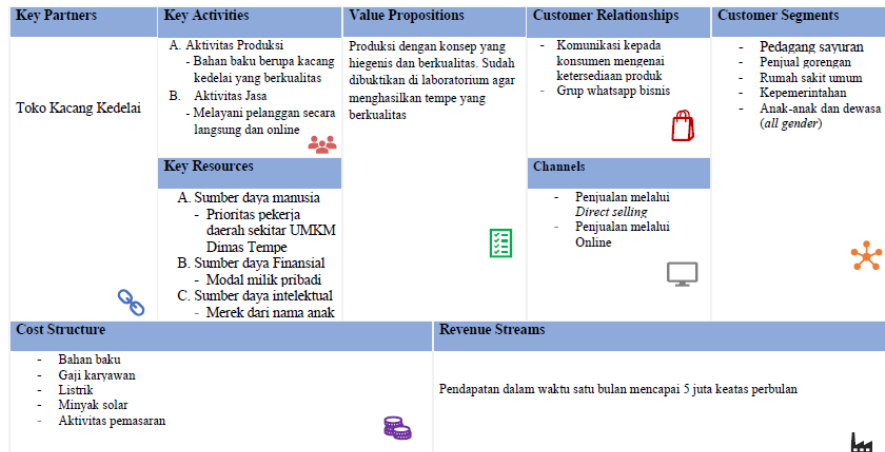 Key Partners
Toko Kacang Kedelai
Key Activities
A. Aktivitas Produksi
- Bahan baku berupa kacang
kedelai yang berkualitas
B. Aktivitas Jasa
- Melayani pelanggan secara
langsung dan online
Key Resources
A. Sumber daya manusia
- Prioritas pekerja
daerah sekitar UMKM
Dimas Tempe
B. Sumber daya Finansial
- Modal milik pribadi
C. Sumber daya intelektual
- Merek dari nama anak
Value Propositions
Produksi dengan konsep yang
hiegenis dan berkualitas. Sudah
dibuktikan di laboratorium agar
menghasilkan tempe yang
berkualitas
Customer Relationships
- Komunikasi kepada
konsumen mengenai
ketersediaan produk
- Grup whatsapp bisnis
Channels
- Penjualan melahui
Direct selling
- Penjualan melahui
Online
Customer Segments
- Pedagang sayuran
- Penjual gorengan
- Rumah sakit umum
- Kepemerintahan
- Anak-anak dan dewasa
(all gender)
Cost Structure
- Bahan baku
- Gaji karyawan
- Listrik
- Minyak solar
- Aktivitas pemasaran
Revenue Streams
Pendapatan dalam waktu satu bulan mencapai 5 juta keatas perbulan